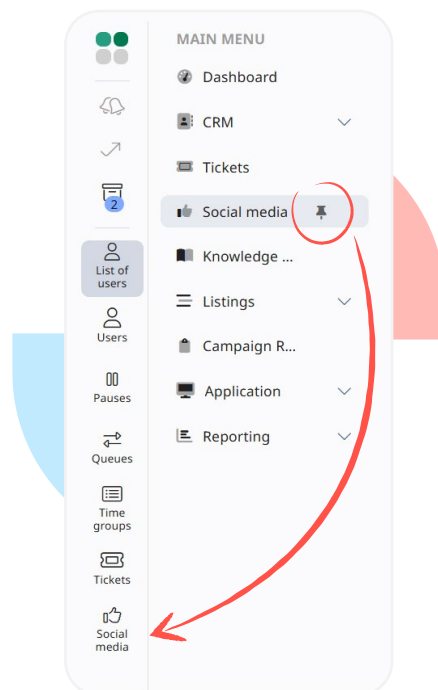 MAIN MENU
Dashboard
CRM
Tickets
Social media
Knowledge ...
Listings
Campaign R...
Application
Reporting
2
List of
users
Users
Pauses
Queues
Time
groups
Tickets
Social
media